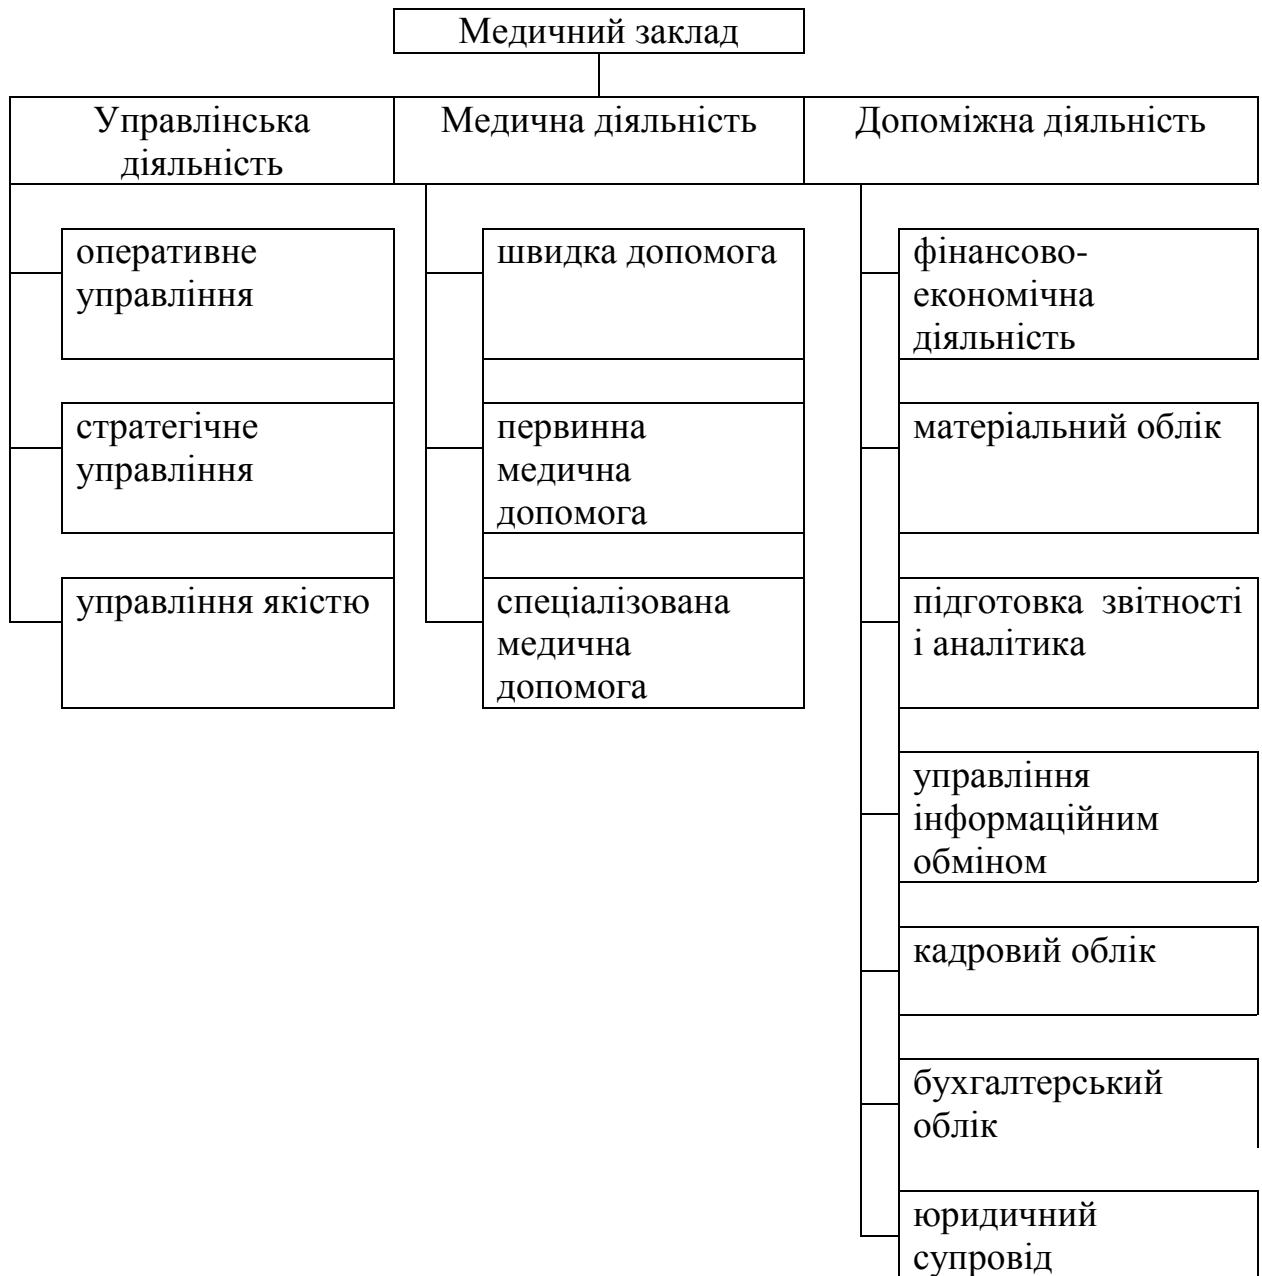 Медичний заклад
Управлінська
діяльність
Медична діяльність
Допоміжна діяльність
оперативне
управління
стратегічне
управління
управління якістю
швидка допомога
первинна
медична
допомога
спеціалізована
медична
допомога
фінансово-
економічна
діяльність
матеріальний облік
підготовка звітності
і аналітика
управління
інформаційним
обміном
кадровий облік
бухгалтерський
облік
юридичний
супровід